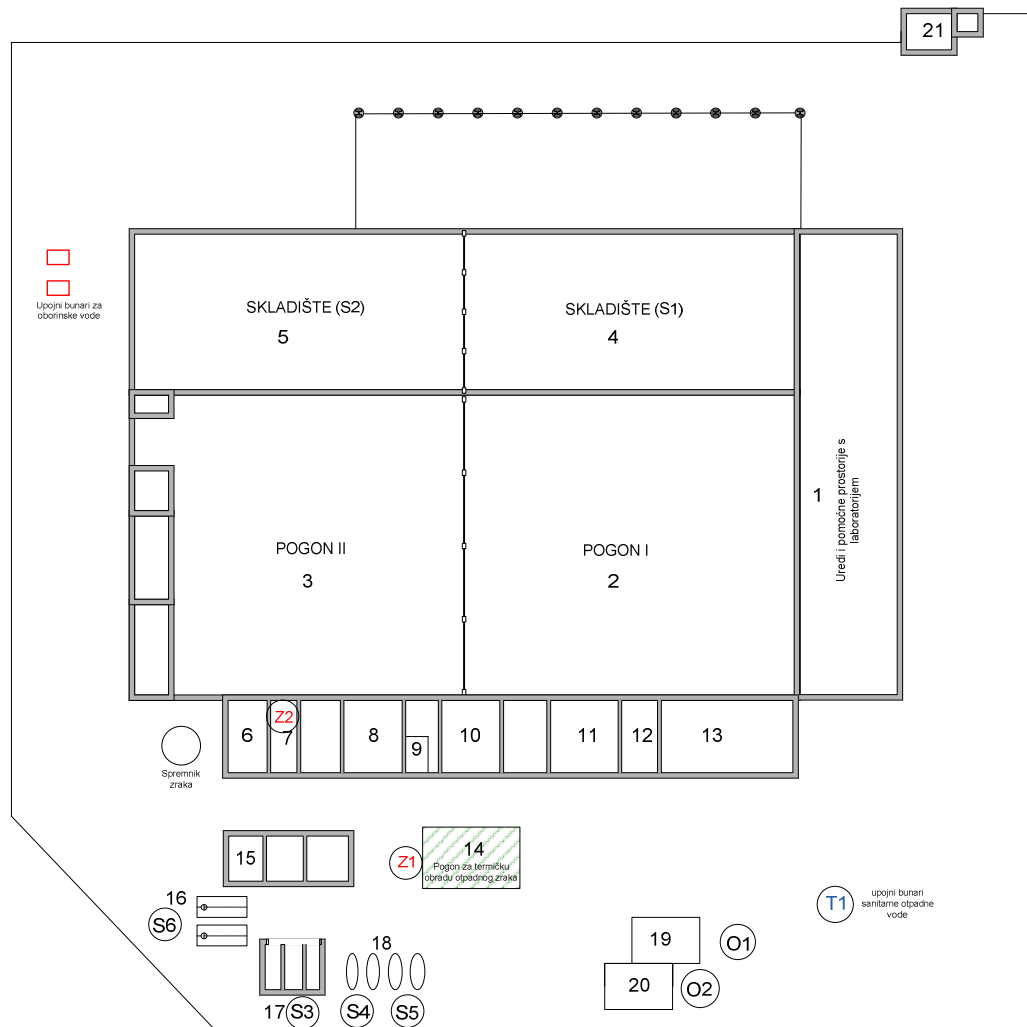 21
Upojni bunari za
oborinske vode
SKLADIŠTE (S2)
5
SKLADIŠTE (S1)
4
1
Uredi i pomoćne prostorije s
laboratorijem
POGON II
3
POGON I
2
6
Z2
7
8
9
10
11
12
13
Spremnik
zraka
15
Z1
14
Pogon za termičku
obradu otpadnog zraka
16
S6
T1
upojni bunari
sanitarne otpadne
vode
17
S3
18
S4
S5
19
O1
20
O2